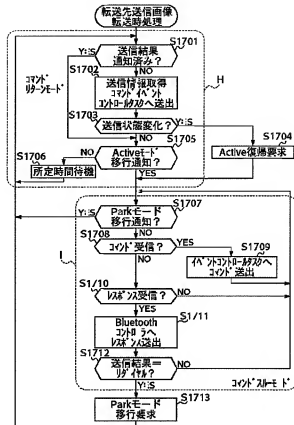 転送先送信画像
転送時処理
S1701
送信結果
通知済み?
YES
NO
S1702
送信情報取得
コマンドイベント
コントロールタスクへ送出
コマンド
リターンモード
H
S1703
送信状態変化?
YES
NO
S1704
Active復帰要求
S1705
Activeモード
移行通知?
NO
YES
S1706
所定時間待機
S1707
Parkモード
移行通知?
YES
NO
S1708
コマンド受信?
YES
NO
S1709
イベントコントロールタスクへ
コマンド送出
I
S1/10
レスポンス受信?
NO
YES
S1/11
Bluetooth
コントローラへ
レスポンス送出
S1712
送信結果=
リダイヤル?
NO
YES
コマンドスルーモード
S1713
Parkモード
移行要求